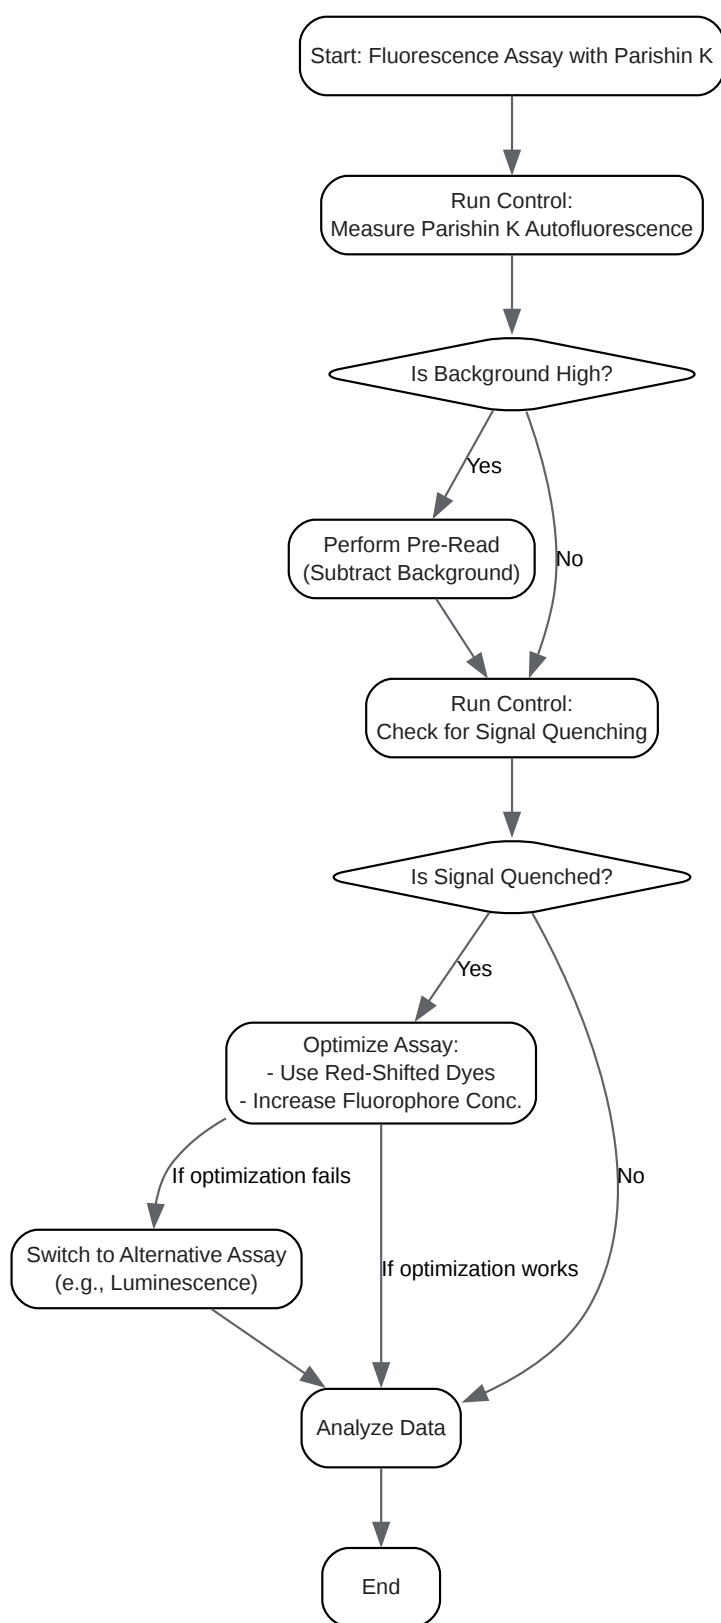 Start: Fluorescence Assay with Parishin K
Run Control:
Measure Parishin K Autofluorescence
Is Background High?
Yes
Perform Pre-Read
(Subtract Background)
No
Run Control:
Check for Signal Quenching
Is Signal Quenched?
Yes
Optimize Assay:
- Use Red-Shifted Dyes
- Increase Fluorophore Conc.
If optimization fails
No
Switch to Alternative Assay
(e.g., Luminescence)
If optimization works
Analyze Data
End